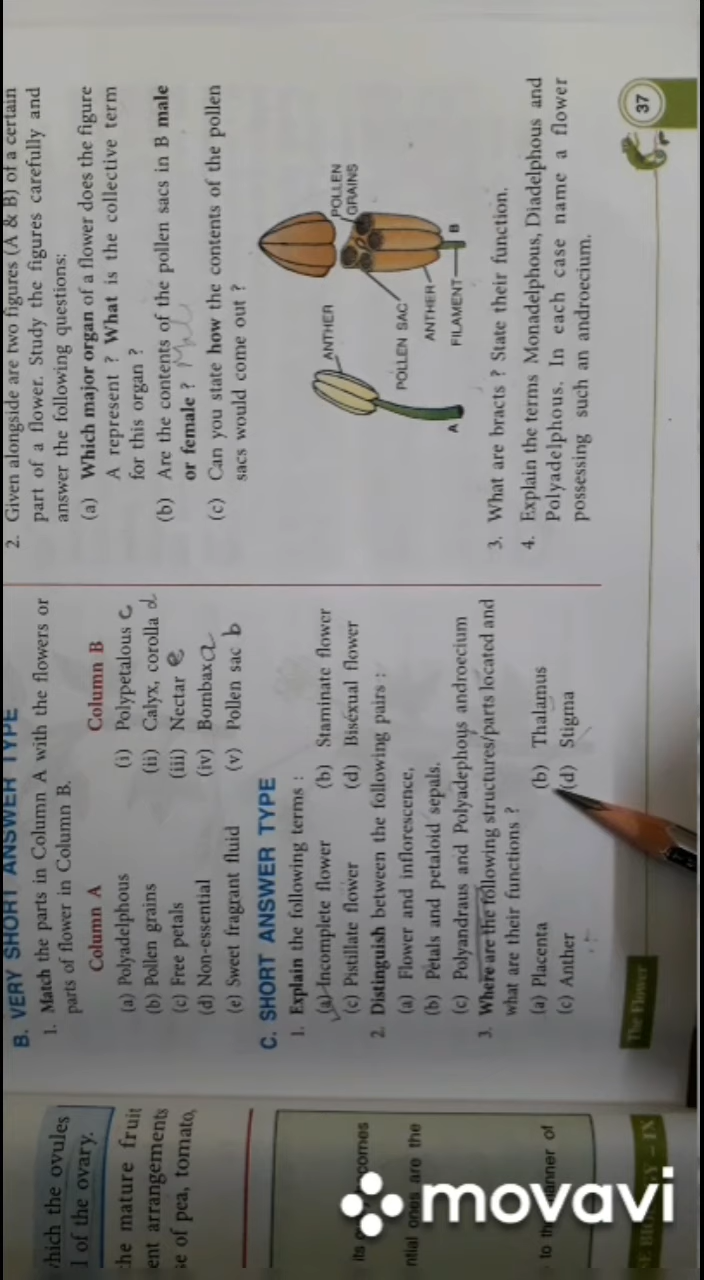 which the ovules
l of the ovary.
he mature fruit
ent arrangements
se of pea, tomato,
comes
ntial ones are the
to the manner of
B. VERY SHORT ANSWER TYPE
1. Match the parts in Column A with the flowers or
parts of flower in Column B.
Column A Column B
(a) Polyadelphous (i) Polypetalous c
(b) Pollen grains (ii) Calyx, corolla d
(c) Free petals (iii) Nectar e
(d) Non-essential (iv) Bombax a
(e) Sweet fragrant fluid (v) Pollen sac b
C. SHORT ANSWER TYPE
1. Explain the following terms :
(a) Incomplete flower (b) Staminate flower
(c) Pistillate flower (d) Bisexual flower
2. Distinguish between the following pairs :
(a) Flower and inflorescence,
(b) Petals and petaloid sepals.
(c) Polyandraus and Polyadephous androecium
3. Where are the following structures/parts located and
what are their functions ?
(a) Placenta (b) Thalamus
(c) Anther (d) Stigma
The Flower
2. Given alongside are two figures (A & B) of a certain
part of a flower. Study the figures carefully and
answer the following questions:
(a) Which major organ of a flower does the figure
A represent ? What is the collective term
for this organ ?
(b) Are the contents of the pollen sacs in B male
or female ? Male
(c) Can you state how the contents of the pollen
sacs would come out ?
ANTHER
POLLEN GRAINS
POLLEN SAC
ANTHER
FILAMENT
A
B
3. What are bracts ? State their function.
4. Explain the terms Monadelphous, Diadelphous and
Polyadelphous. In each case name a flower
possessing such an androecium.
37
movavi